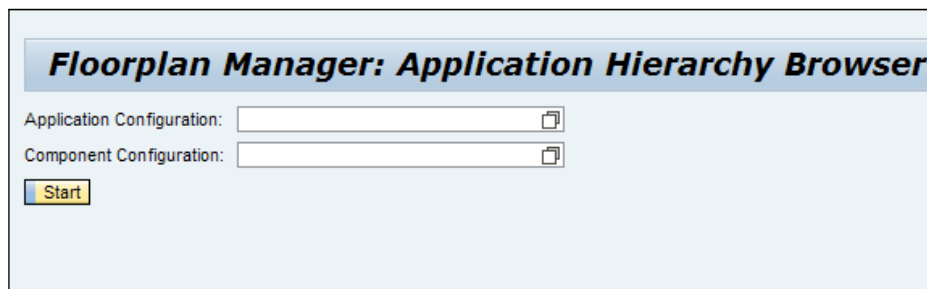 Floorplan Manager: Application Hierarchy Browser
Application Configuration:
Component Configuration:
Start